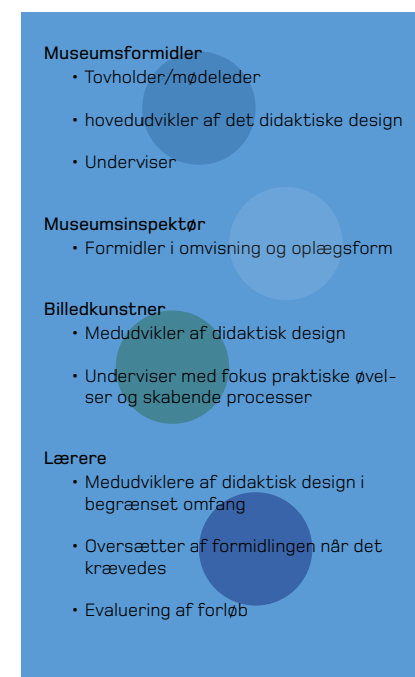 Museumsformidler
• Tovholder/mødeleder
• hovedudvikler af det didaktiske design
• Underviser
Museumsinspektør
• Formidler i omvisning og oplægsform
Billedkunstner
• Medudvikler af didaktisk design
• Underviser med fokus praktiske øvel-
ser og skabende processer
Lærere
• Medudviklere af didaktisk design i
begrænset omfang
• Oversætter af formidlingen når det
krævedes
• Evaluering af forløb